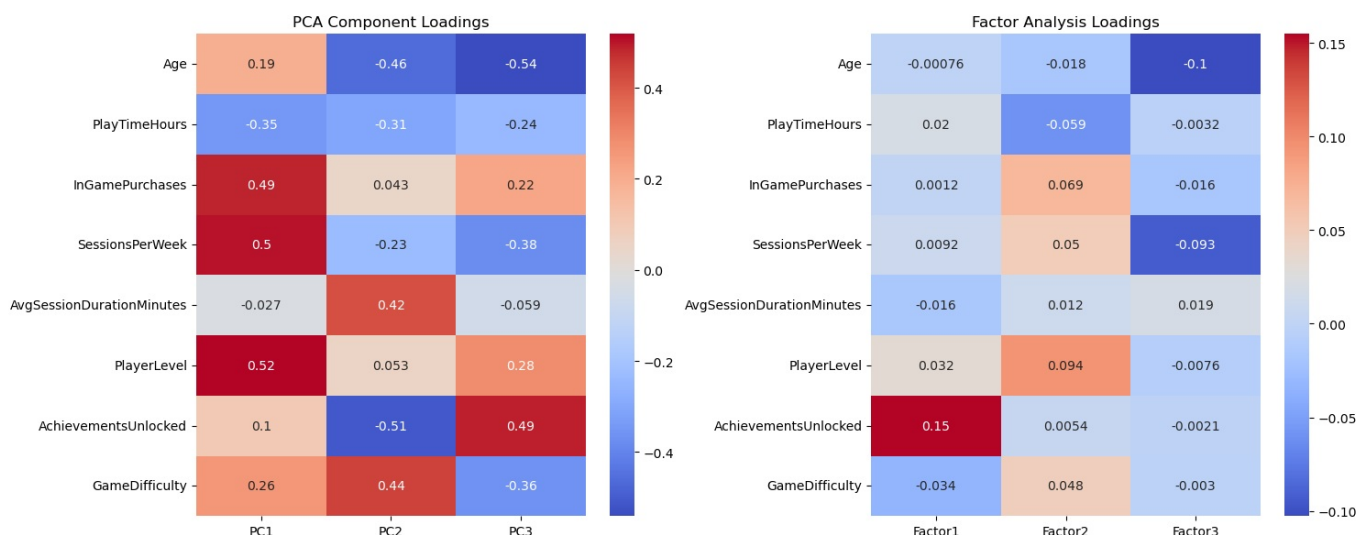 PCA Component Loadings
Age 0.19 -0.46 -0.54
PlayTimeHours -0.35 -0.31 -0.24
InGamePurchases 0.49 0.043 0.22
SessionsPerWeek 0.5 -0.23 -0.38
AvgSessionDurationMinutes -0.027 0.42 -0.059
PlayerLevel 0.52 0.053 0.28
AchievementsUnlocked 0.1 -0.51 0.49
GameDifficulty 0.26 0.44 -0.36
PC1 PC2 PC3
0.4
0.2
0.0
-0.2
-0.4
Factor Analysis Loadings
Age -0.00076 -0.018 -0.1
PlayTimeHours 0.02 -0.059 -0.0032
InGamePurchases 0.0012 0.069 -0.016
SessionsPerWeek 0.0092 0.05 -0.093
AvgSessionDurationMinutes -0.016 0.012 0.019
PlayerLevel 0.032 0.094 -0.0076
AchievementsUnlocked 0.15 0.0054 -0.0021
GameDifficulty -0.034 0.048 -0.003
Factor1 Factor2 Factor3
0.15
0.10
0.05
0.00
-0.05
-0.10